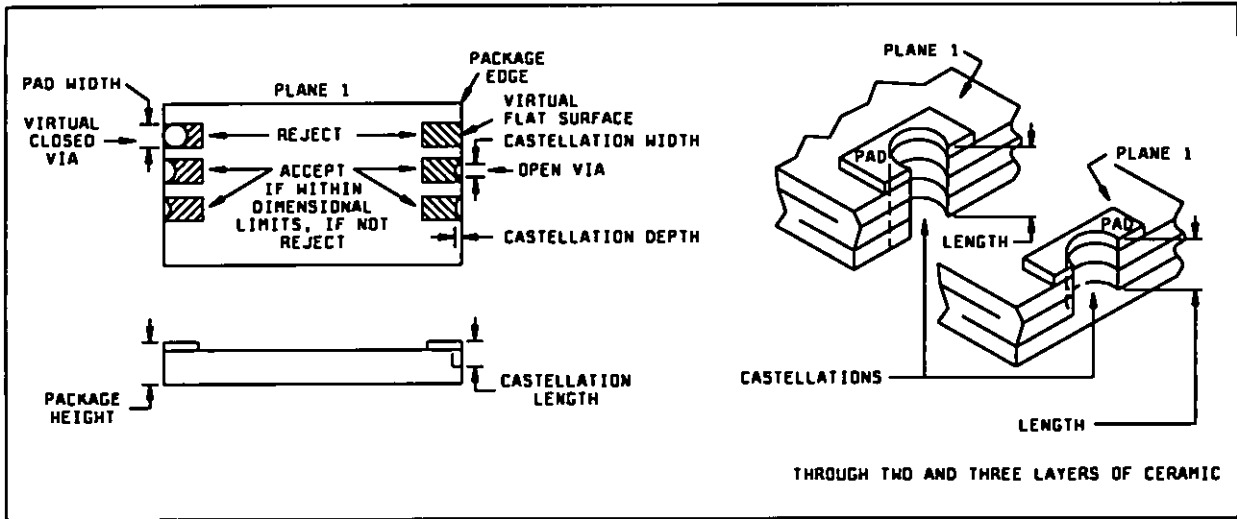 PAD WIDTH
VIRTUAL
CLOSED
VIA
PLANE 1
REJECT
ACCEPT
IF WITHIN
DIMENSIONAL
LIMITS, IF NOT
REJECT
PACKAGE
EDGE
VIRTUAL
FLAT SURFACE
CASTELLATION WIDTH
OPEN VIA
CASTELLATION DEPTH
PACKAGE
HEIGHT
CASTELLATION
LENGTH
PLANE 1
PAD
LENGTH
PLANE 1
PAD
CASTELLATIONS
LENGTH
THROUGH TWO AND THREE LAYERS OF CERAMIC